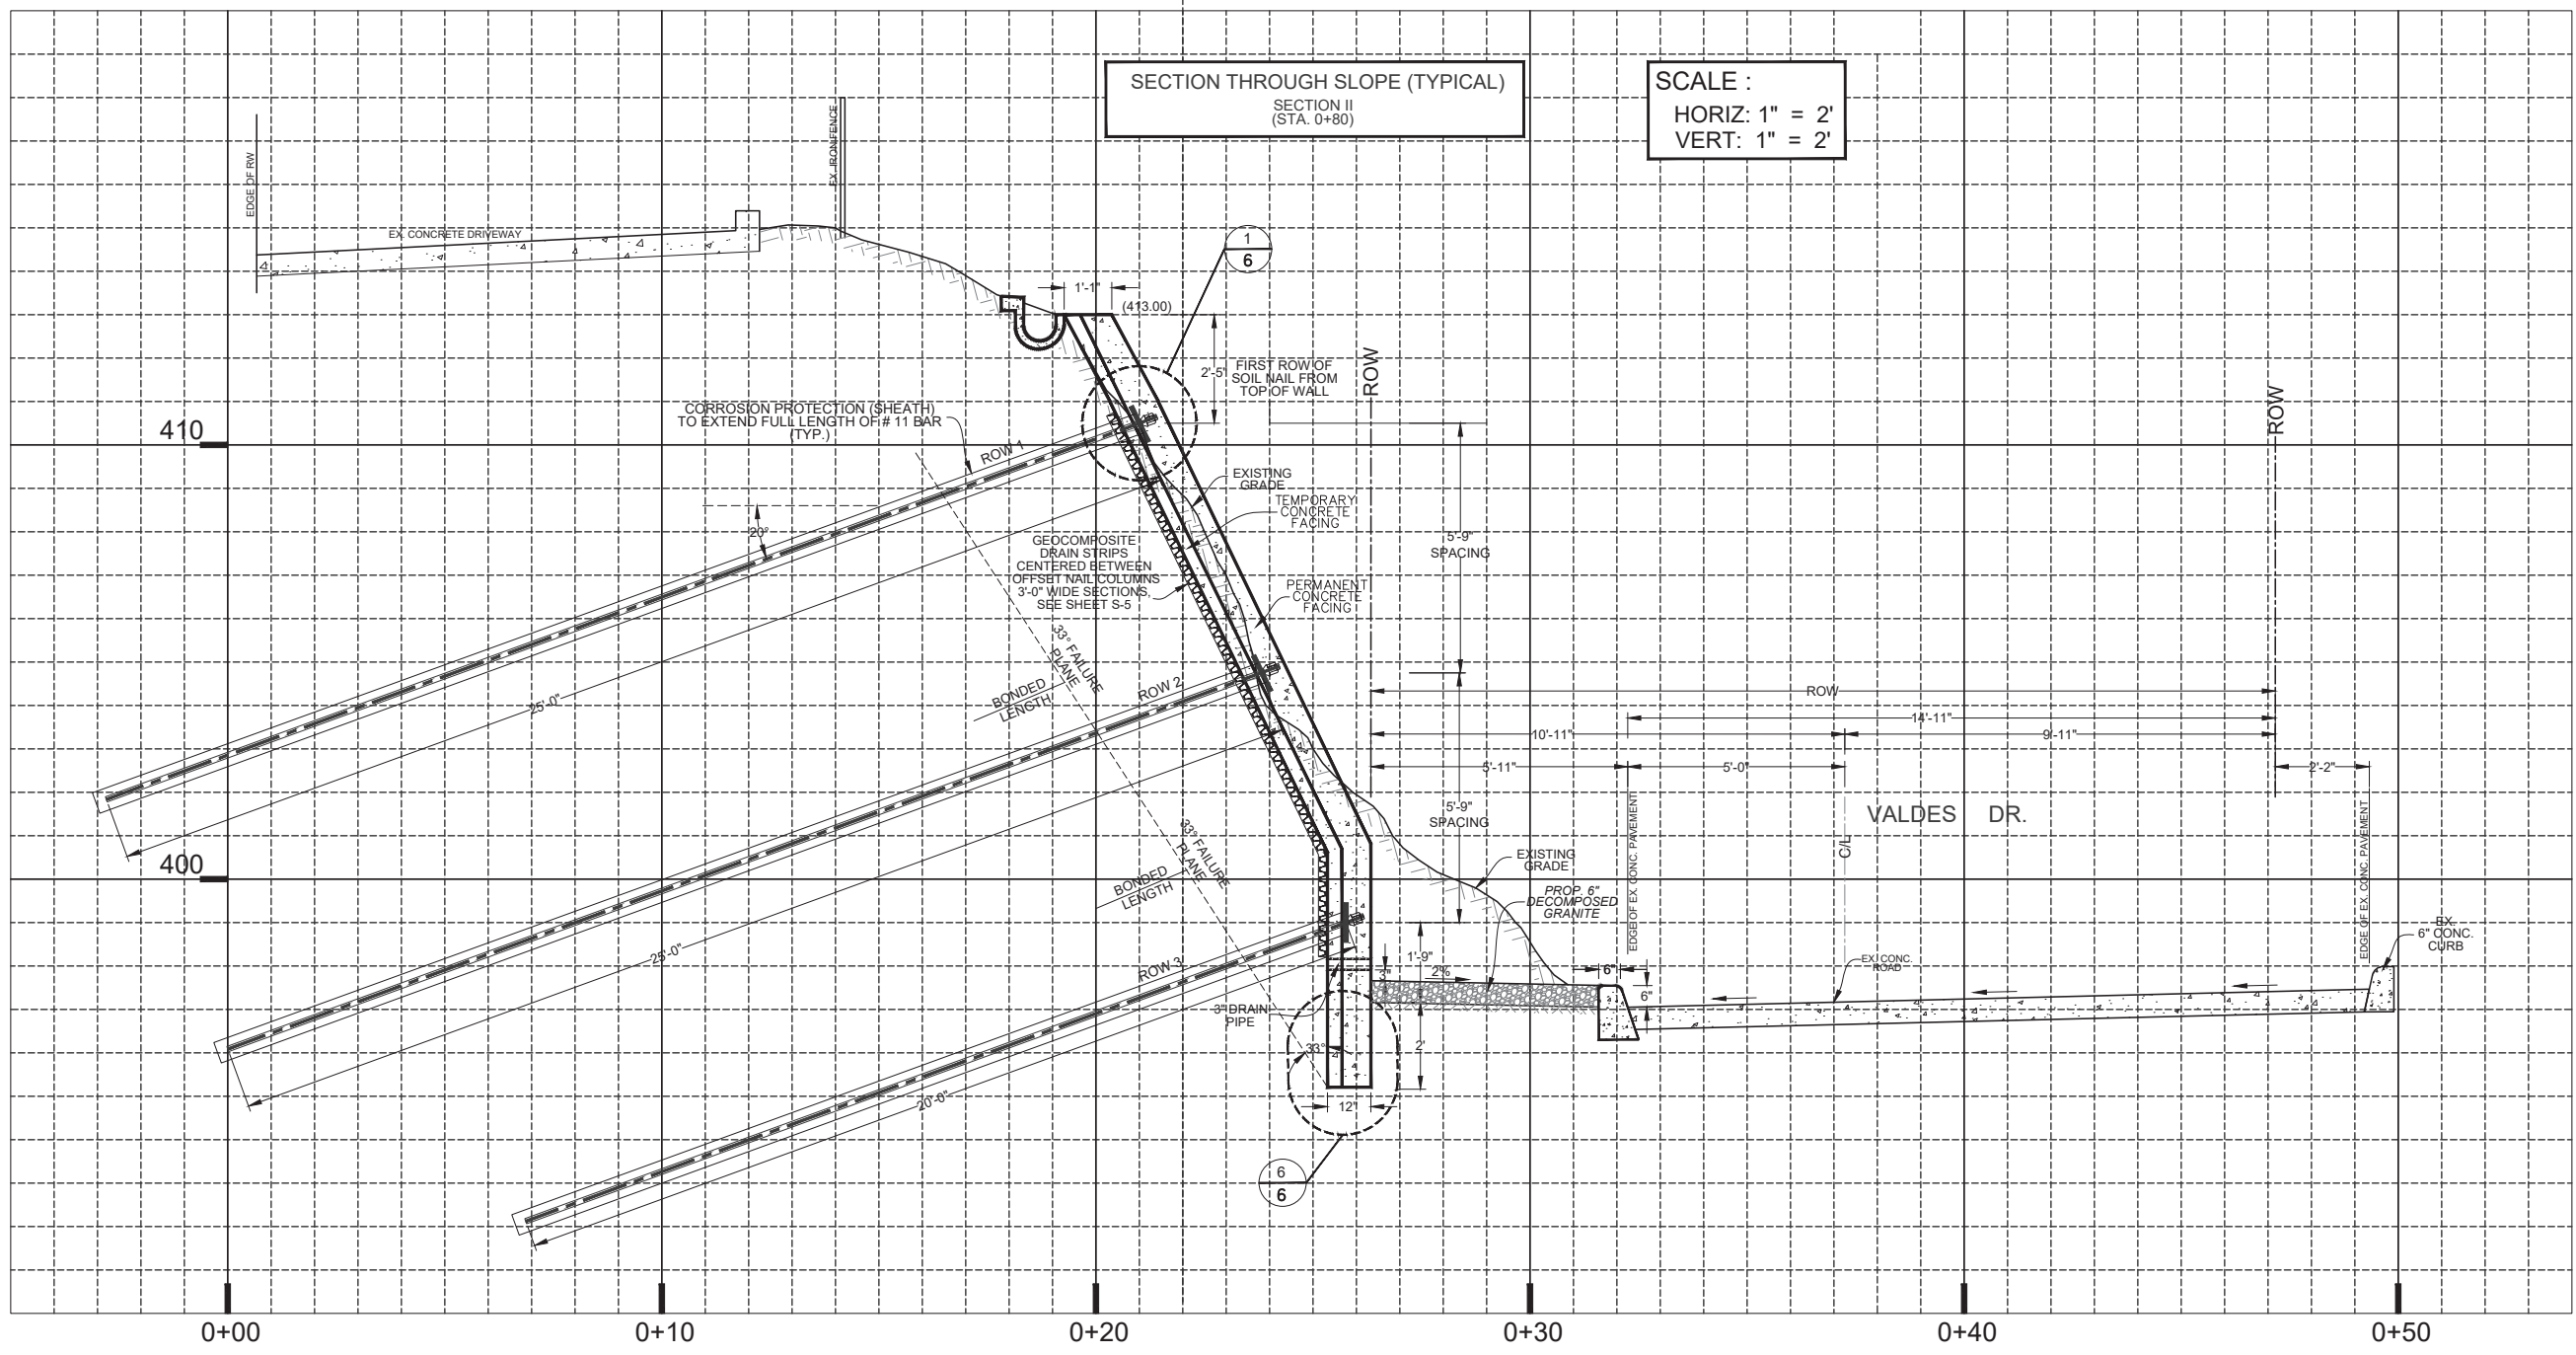 SECTION THROUGH SLOPE (TYPICAL)
SECTION II
(STA. 0+80)
SCALE :
HORIZ: 1" = 2'
VERT: 1" = 2'
EDGE OF RW
EX. IRON FENCE
EX. CONCRETE DRIVEWAY
1
6
1'-1"
(413.00)
2'-5"
FIRST ROW OF
SOIL NAIL FROM
TOP OF WALL
ROW
ROW
CORROSION PROTECTION (SHEATH)
TO EXTEND FULL LENGTH OF # 11 BAR
(TYP.)
410
ROW 1
EXISTING
GRADE
TEMPORARY
CONCRETE
FACING
20°
GEOCOMPOSITE
DRAIN STRIPS
CENTERED BETWEEN
OFFSET NAIL COLUMNS
3'-0" WIDE SECTIONS,
SEE SHEET S-5
5'-9"
SPACING
PERMANENT
CONCRETE
FACING
33° FAILURE
PLANE
BONDED
LENGTH
ROW 2
25'-0"
ROW
14'-11"
10'-11"
9'-11"
5'-11"
5'-0"
2'-2"
5'-9"
SPACING
VALDES DR.
C/L
EDGE OF EX. CONC. PAVEMENT
EDGE OF EX. CONC. PAVEMENT
33° FAILURE
PLANE
400
BONDED
LENGTH
EXISTING
GRADE
PROP. 6"
DECOMPOSED
GRANITE
EX.
6" CONC.
CURB
25'-0"
ROW 3
1'-9"
3"
2%
6"
6"
EX. CONC.
ROAD
3" DRAIN
PIPE
33°
2'
20'-0"
12"
6
6
0+00
0+10
0+20
0+30
0+40
0+50